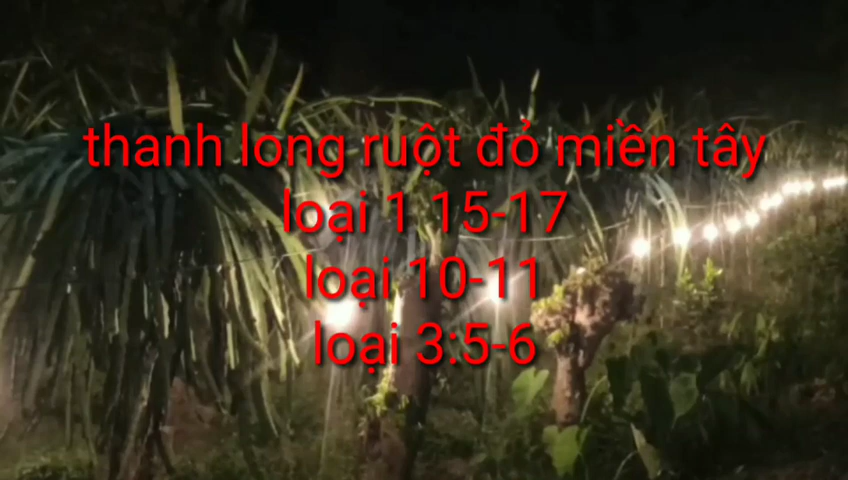 thanh long ruột đỏ miền tây
loại 1 15-17
loại 10-11
loại 3:5-6